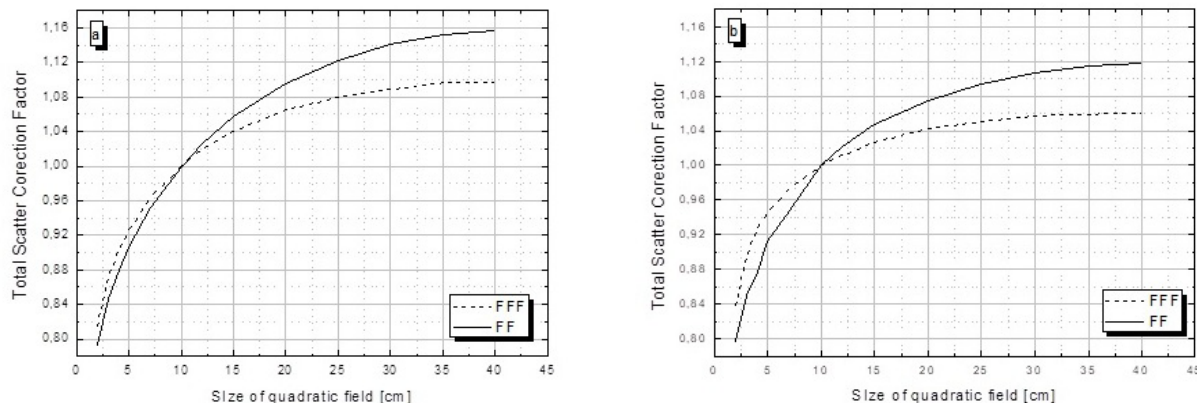 a
1,16
1,12
1,08
1,04
1,00
0,96
0,92
0,88
0,84
0,80
Total Scatter Corection Factor
0 5 10 15 20 25 30 35 40 45
SIze of quadratic field [cm]
FFF
FF
b
1,16
1,12
1,08
1,04
1,00
0,96
0,92
0,88
0,84
0,80
Total Scatter Corection Factor
0 5 10 15 20 25 30 35 40 45
SIze of quadratic field [cm]
FFF
FF